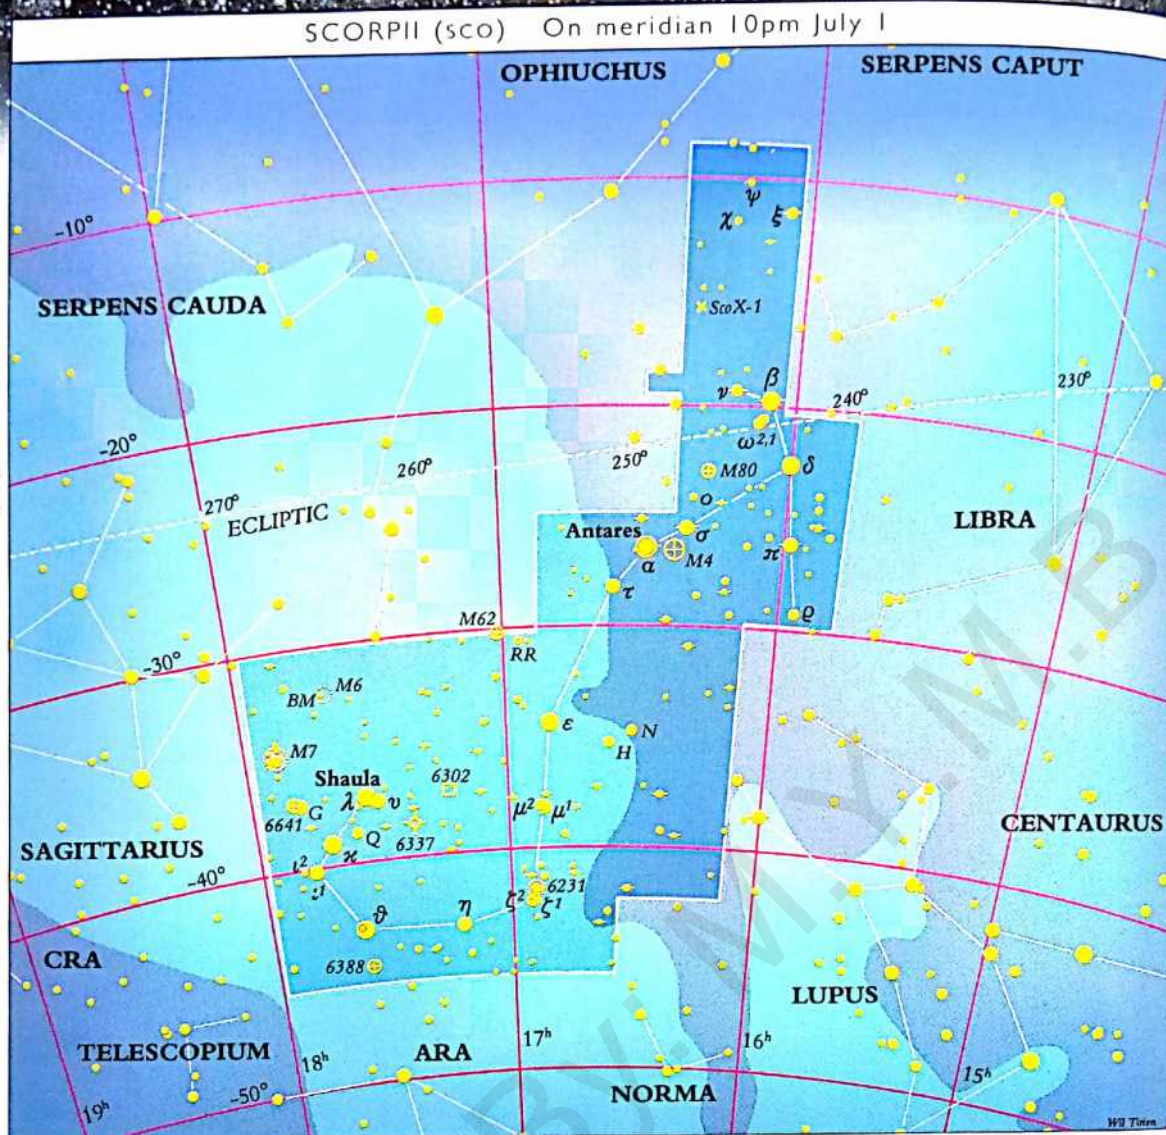 SCORPII (SCO) On meridian 10pm July 1
OPHIUCHUS
SERPENS CAPUT
ψ
χ
ξ
-10°
SERPENS CAUDA
ScoX-1
ν
β
240°
230°
-20°
ω2,1
260°
250°
M80
δ
270°
ECLIPTIC
ο
LIBRA
Antares
σ
α
M4
π
τ
ϱ
M62
RR
-30°
BM
M6
ε
N
H
M7
Shaula
6302
λ
υ
μ2
μ1
6641
G
Q
6337
CENTAURUS
SAGITTARIUS
ϰ
ι2
ι1
-40°
6231
ζ2
ζ1
ϑ
η
CRA
6388
LUPUS
17h
16h
TELESCOPIUM
18h
ARA
15h
-50°
NORMA
19h
Wil Tirion
By: M.Y.M.B